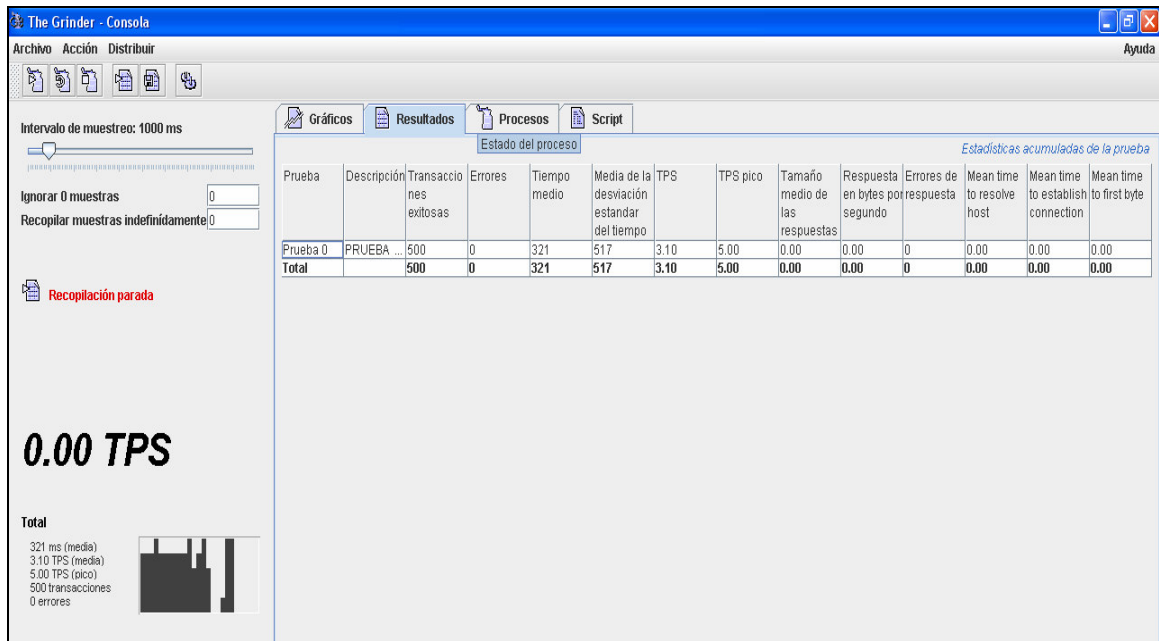 The Grinder - Consola
Archivo Acción Distribuir Ayuda
Intervalo de muestreo: 1000 ms
Ignorar 0 muestras 0
Recopilar muestras indefinídamente 0
Recopilación parada
0.00 TPS
Total
321 ms (media)
3.10 TPS (media)
5.00 TPS (pico)
500 transacciones
0 errores
Gráficos Resultados Procesos Script
Estado del proceso
Estadísticas acumuladas de la prueba
Prueba Descripción Transaccio Errores Tiempo Media de la TPS TPS pico Tamaño Respuesta Errores de Mean time Mean time Mean time
nes medio desviación medio de en bytes por respuesta to resolve to establish to first byte
exitosas estandar las segundo host connection
del tiempo respuestas
Prueba 0 PRUEBA ... 500 0 321 517 3.10 5.00 0.00 0.00 0 0.00 0.00 0.00
Total 500 0 321 517 3.10 5.00 0.00 0.00 0 0.00 0.00 0.00